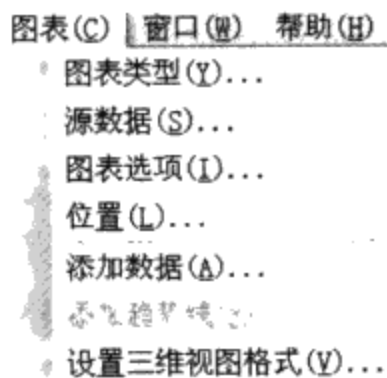 图表(C) 窗口(W) 帮助(H)
图表类型(Y)...
源数据(S)...
图表选项(I)...
位置(L)...
添加数据(A)...
设置三维视图格式(V)...